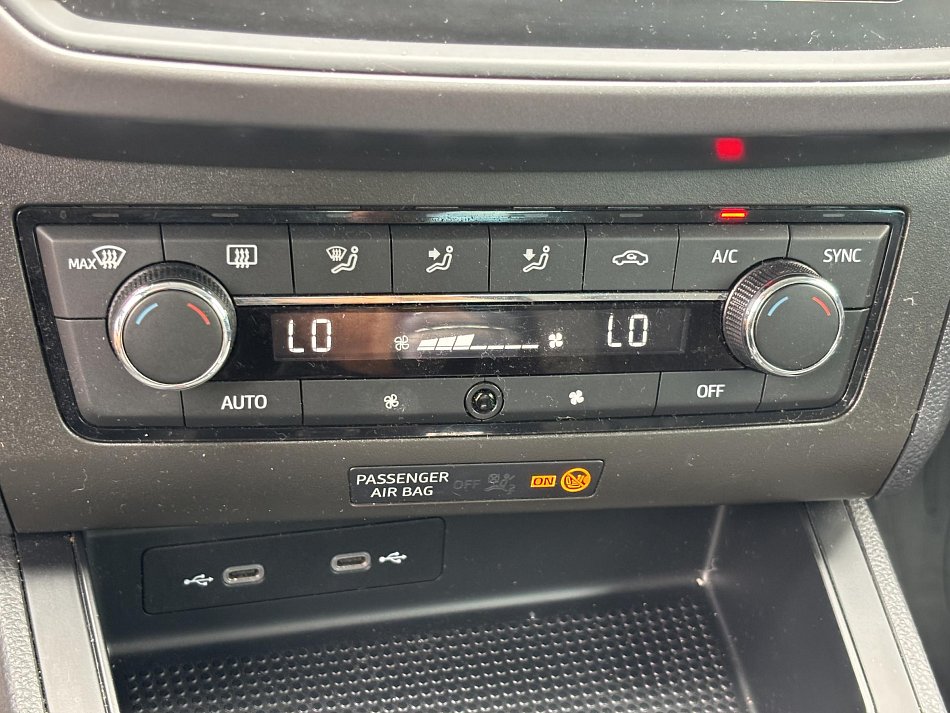 MAX
A/C
SYNC
LO
LO
AUTO
OFF
PASSENGER OFF ON
AIR BAG